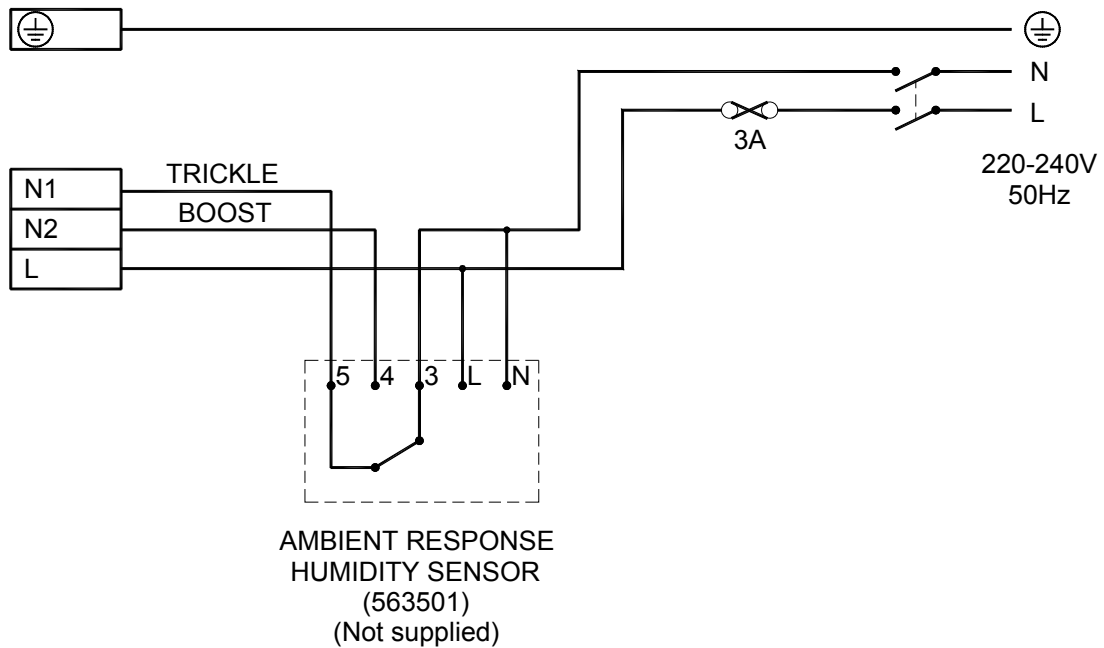 N
L
3A
220-240V
50Hz
N1
TRICKLE
N2
BOOST
L
5 4 3 L N
AMBIENT RESPONSE
HUMIDITY SENSOR
(563501)
(Not supplied)